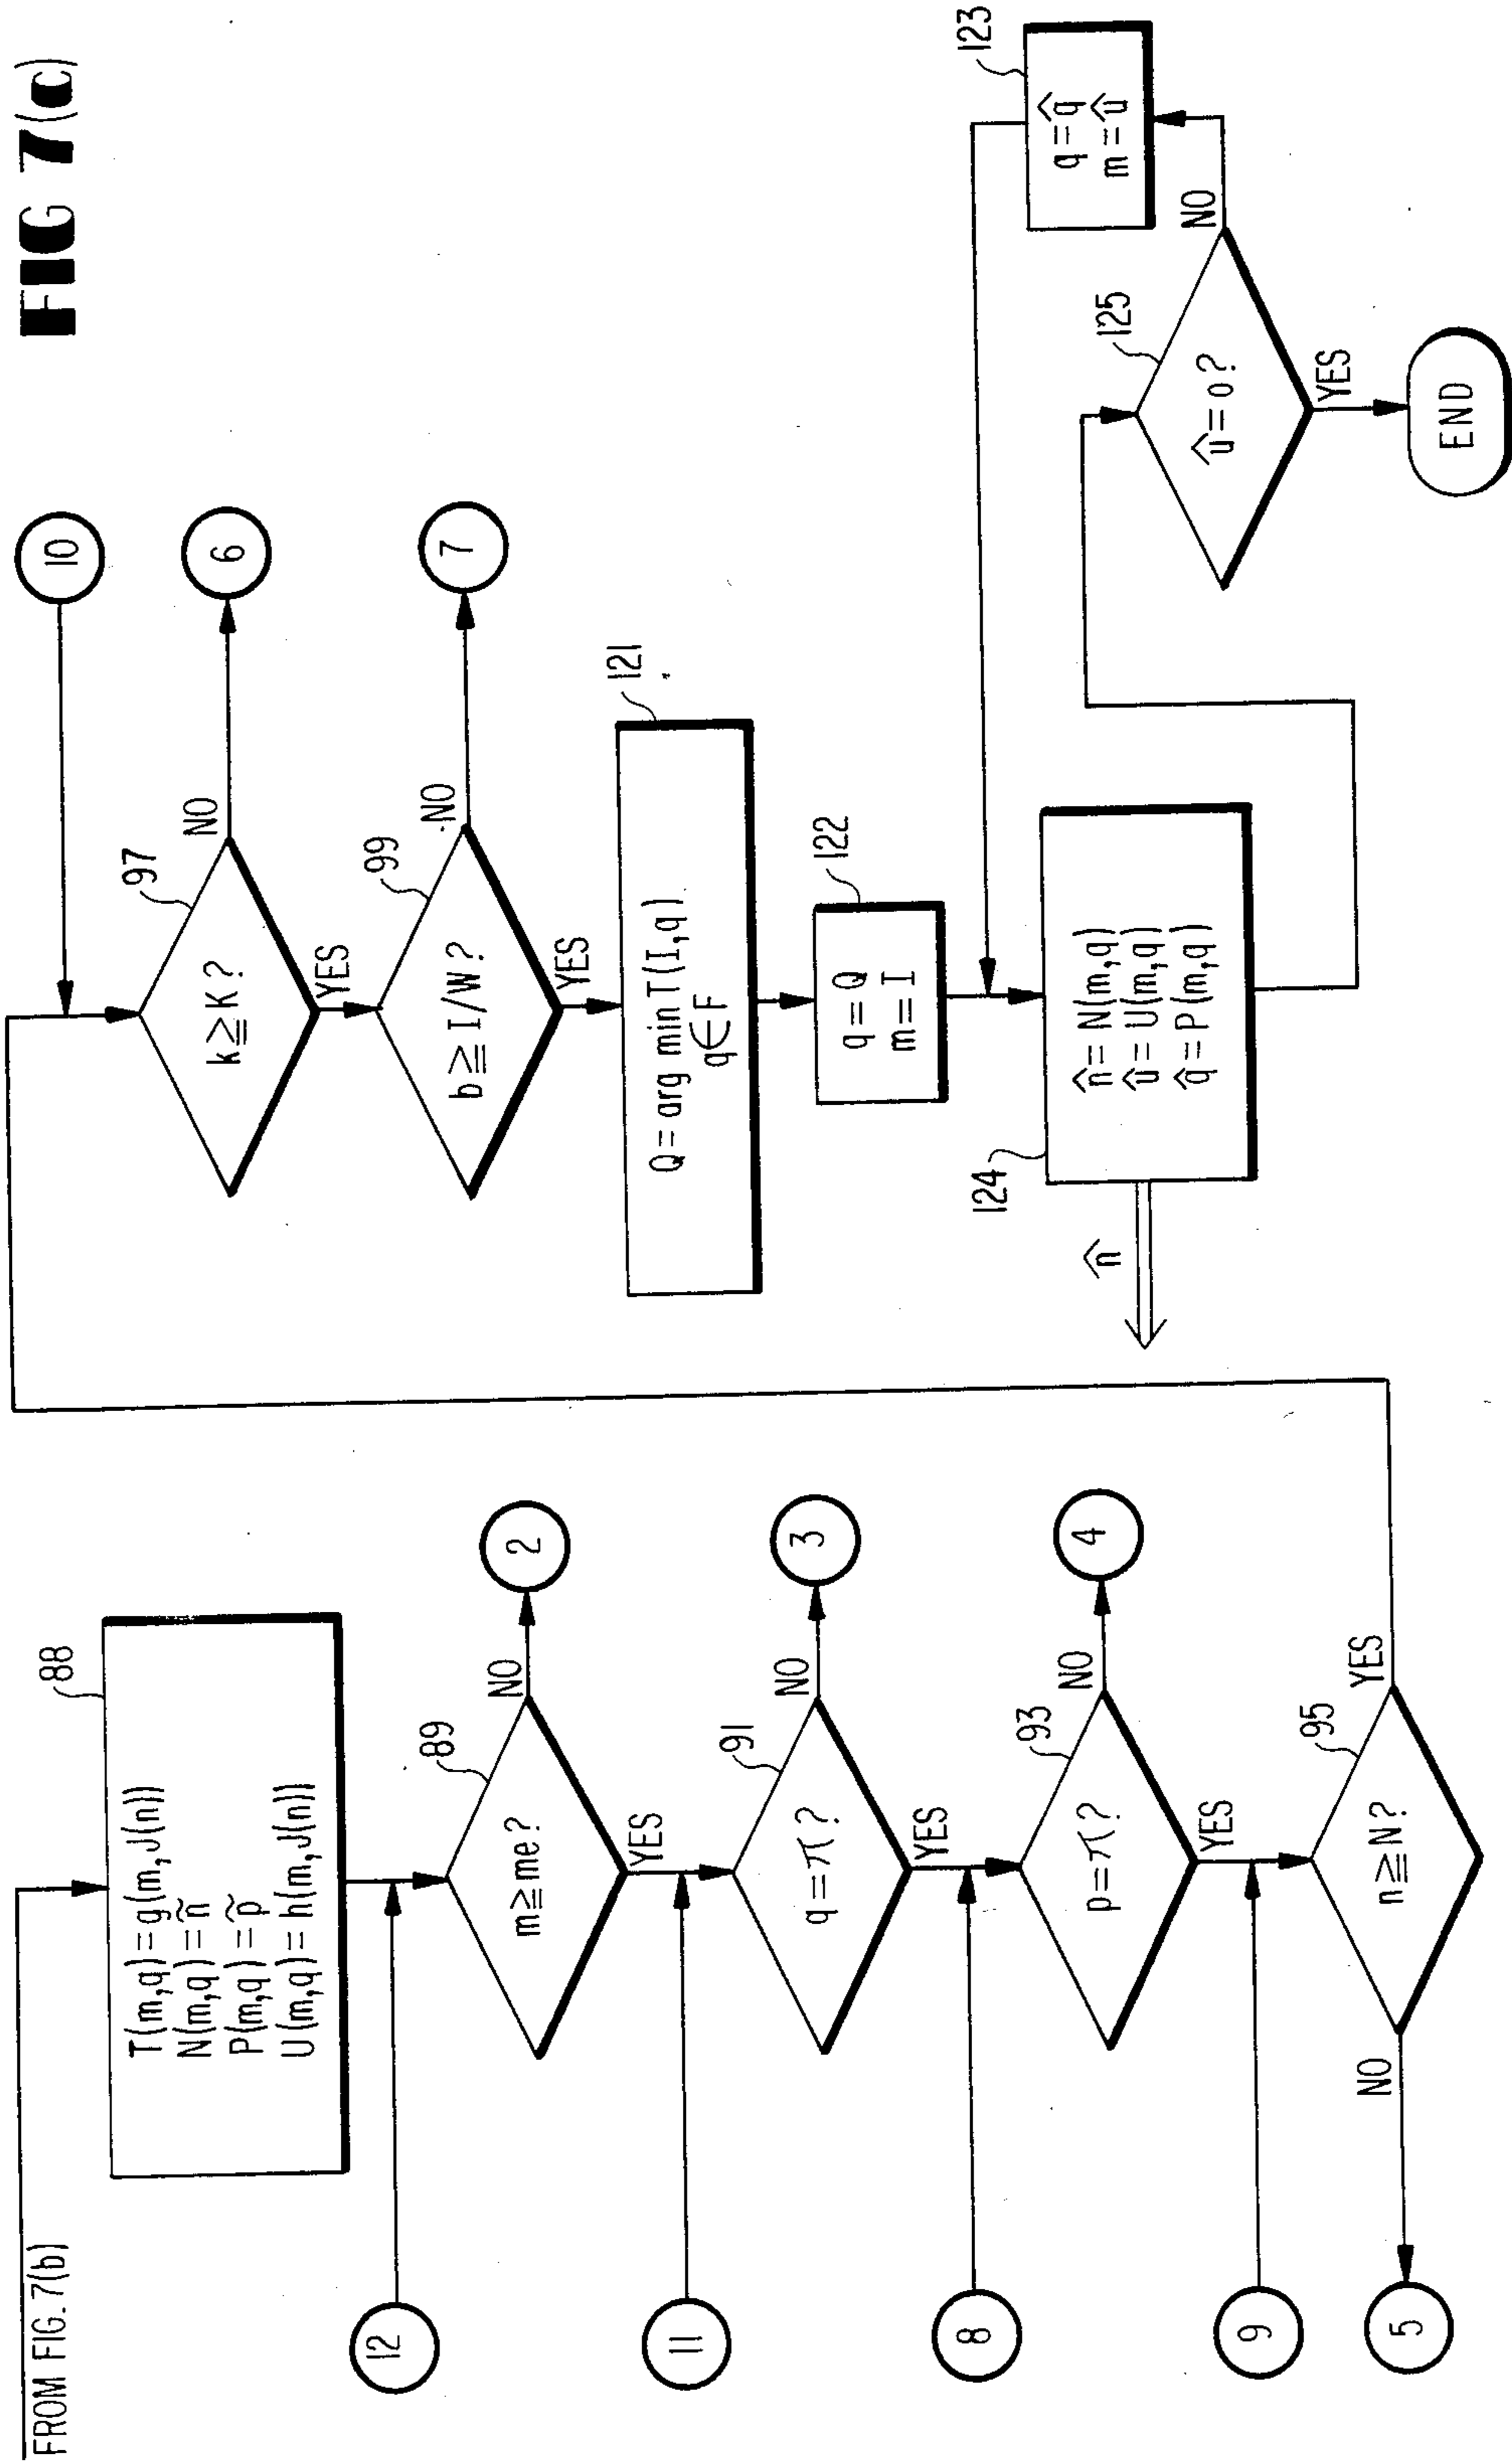 FIG 7(c)
FROM FIG. 7(b)
88
T(m,q)=g(m,J(n))
N(m,q)=ñ
P(m,q)=p̃
U(m,q)=h(m,J(n))
12
89
m≧me?
NO
2
YES
11
91
q=π?
NO
3
YES
8
93
p=π?
NO
4
YES
9
95
n≧N?
YES
NO
5
10
97
k≧K?
NO
6
YES
99
b≧I/W?
NO
7
YES
121
Q=arg min T(I,q)
q∈F
122
q=Q
m=I
124
n̂=N(m,q)
û=U(m,q)
q̂=P(m,q)
n̂
123
q=q̂
m=û
125
û=o?
NO
YES
END